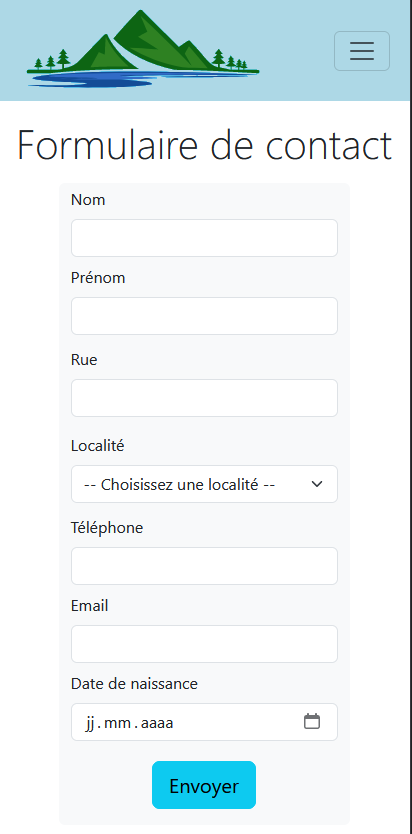 Formulaire de contact
Nom
Prénom
Rue
Localité
-- Choisissez une localité --
Téléphone
Email
Date de naissance
jj.mm.aaaa
Envoyer